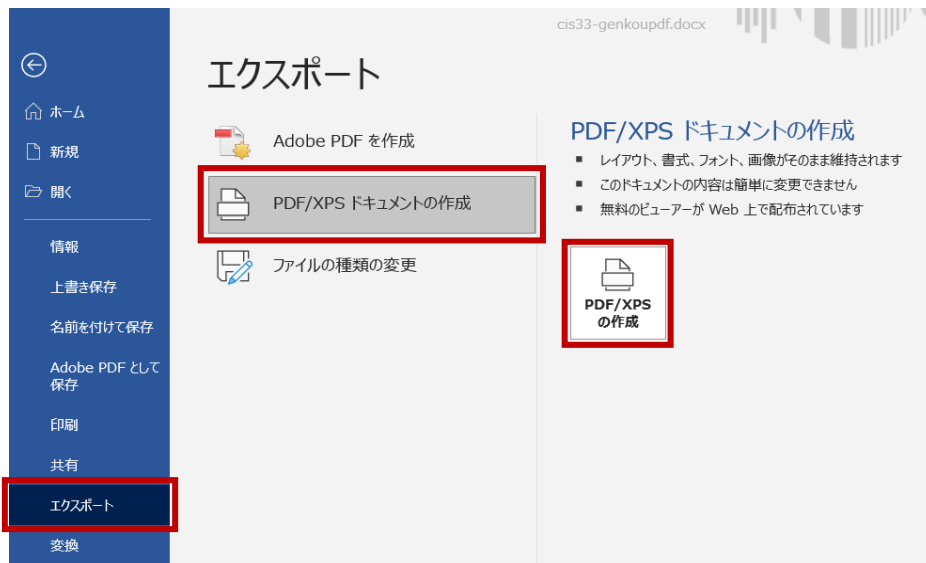 cis33-genkoupdf.docx
ホーム
新規
開く
情報
上書き保存
名前を付けて保存
Adobe PDF として
保存
印刷
共有
エクスポート
変換
エクスポート
Adobe PDF を作成
PDF/XPS ドキュメントの作成
ファイルの種類の変更
PDF/XPS ドキュメントの作成
■ レイアウト、書式、フォント、画像がそのまま維持されます
■ このドキュメントの内容は簡単に変更できません
■ 無料のビューアーが Web 上で配布されています
PDF/XPS
の作成